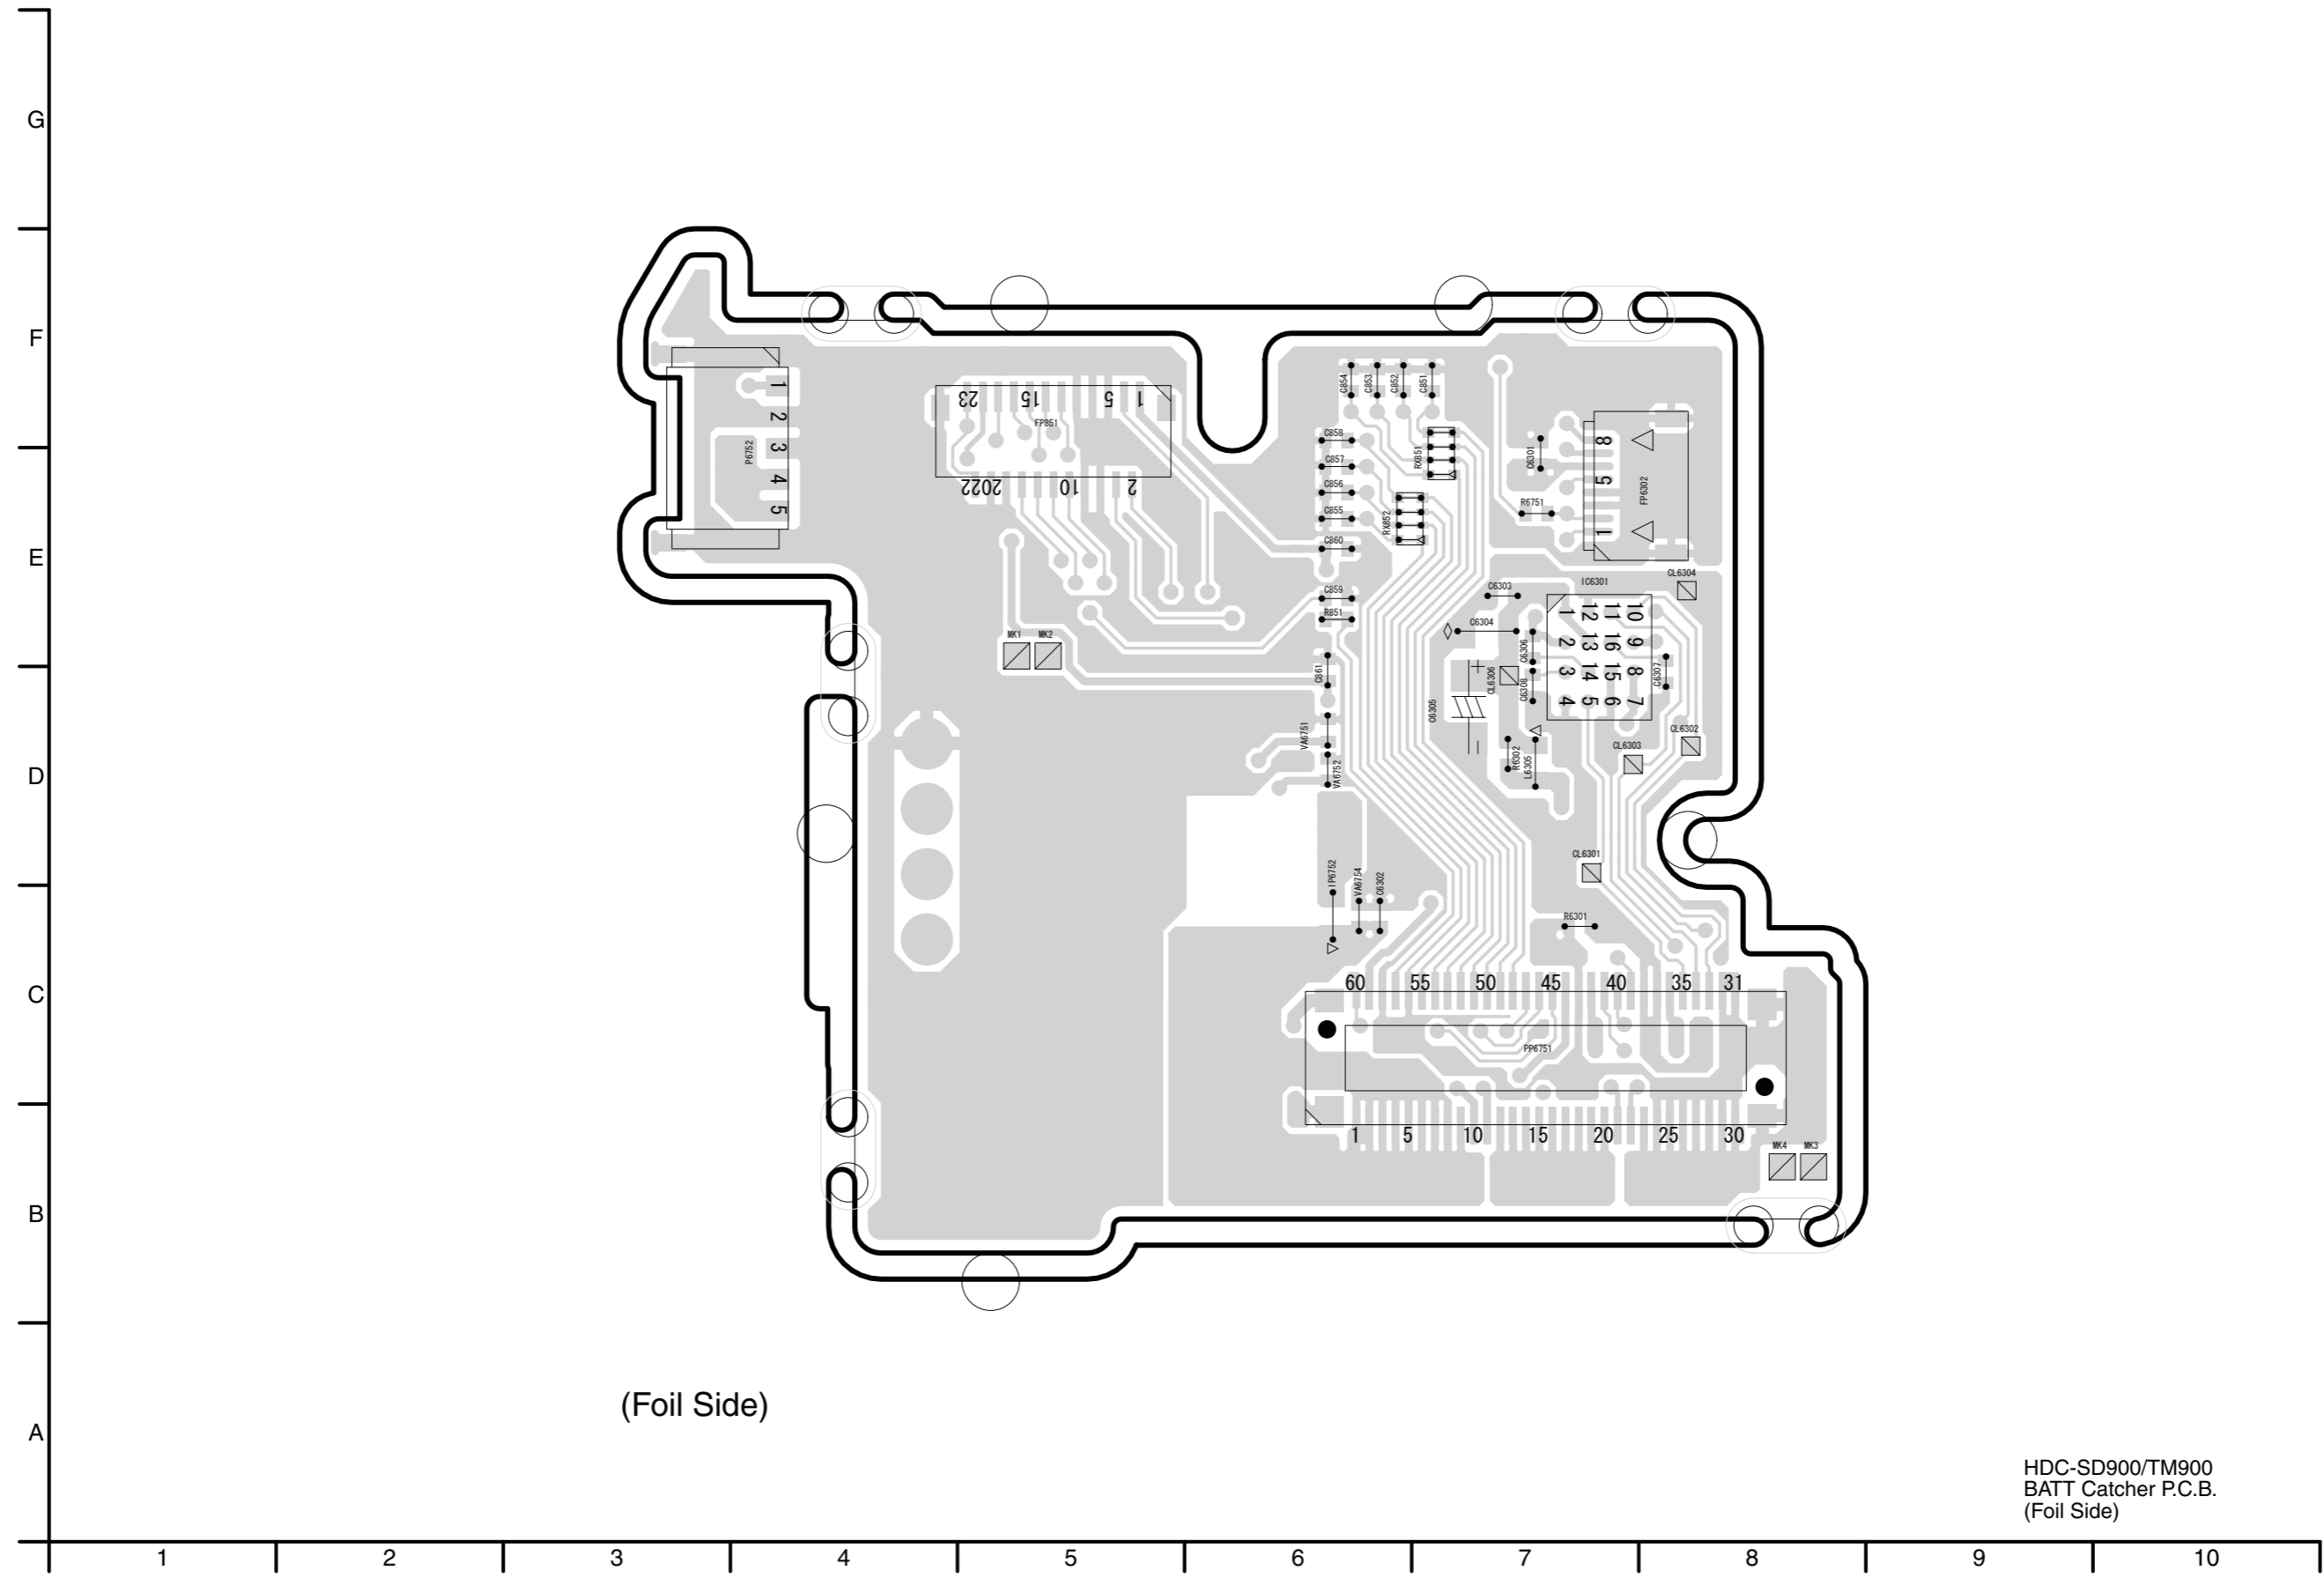 G
F
E
D
C
B
A
1 2 3 4 5 6 7 8 9 10
P6752
1
2
3
4
5
FP851
23 15 5 1
2022 10 2
C854
C853
C852
C851
C858
C857
C856
C855
C860
C859
R851
RX851
RX852
C6301
R6751
FP6302
8
5
1
MK1 MK2
C861
VA6751
VA6752
C6303
C6304
C6305
C6306
C6308
CL6306
R6302
L6305
IC6301
CL6304
1 12 11 10
2 13 16 9
3 14 15 8
4 5 6 7
C6307
CL6302
CL6303
CL6301
IP6752
VA6754
C6302
R6301
60 55 50 45 40 35 31
PP6751
1 5 10 15 20 25 30
MK4 MK3
(Foil Side)
HDC-SD900/TM900
BATT Catcher P.C.B.
(Foil Side)